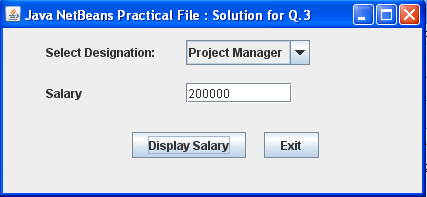 Java NetBeans Practical File : Solution for Q.3
Select Designation: Project Manager
Salary 200000
Display Salary Exit